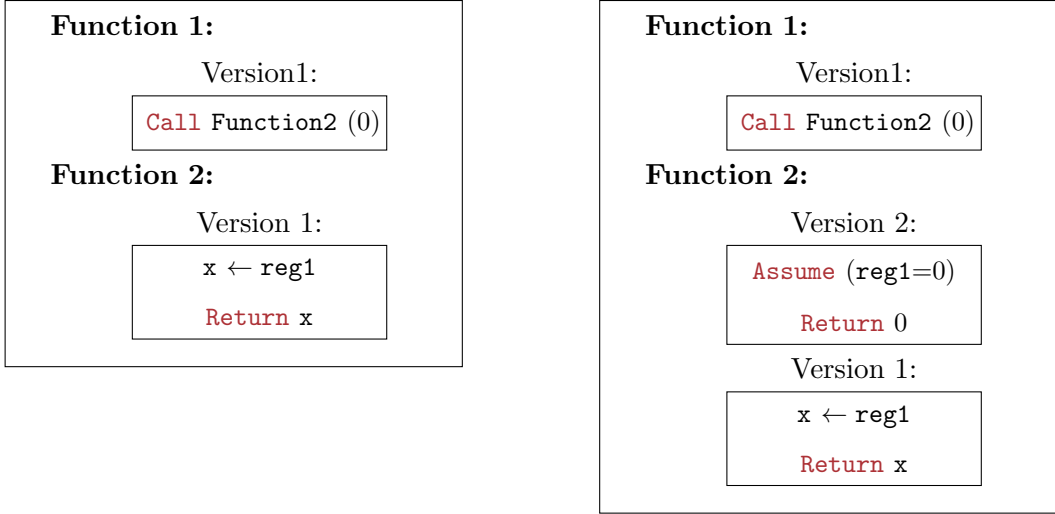 Function 1:
Version1:
Call Function2 (0)
Function 2:
Version 1:
x ← reg1
Return x
Function 1:
Version1:
Call Function2 (0)
Function 2:
Version 2:
Assume (reg1=0)
Return 0
Version 1:
x ← reg1
Return x